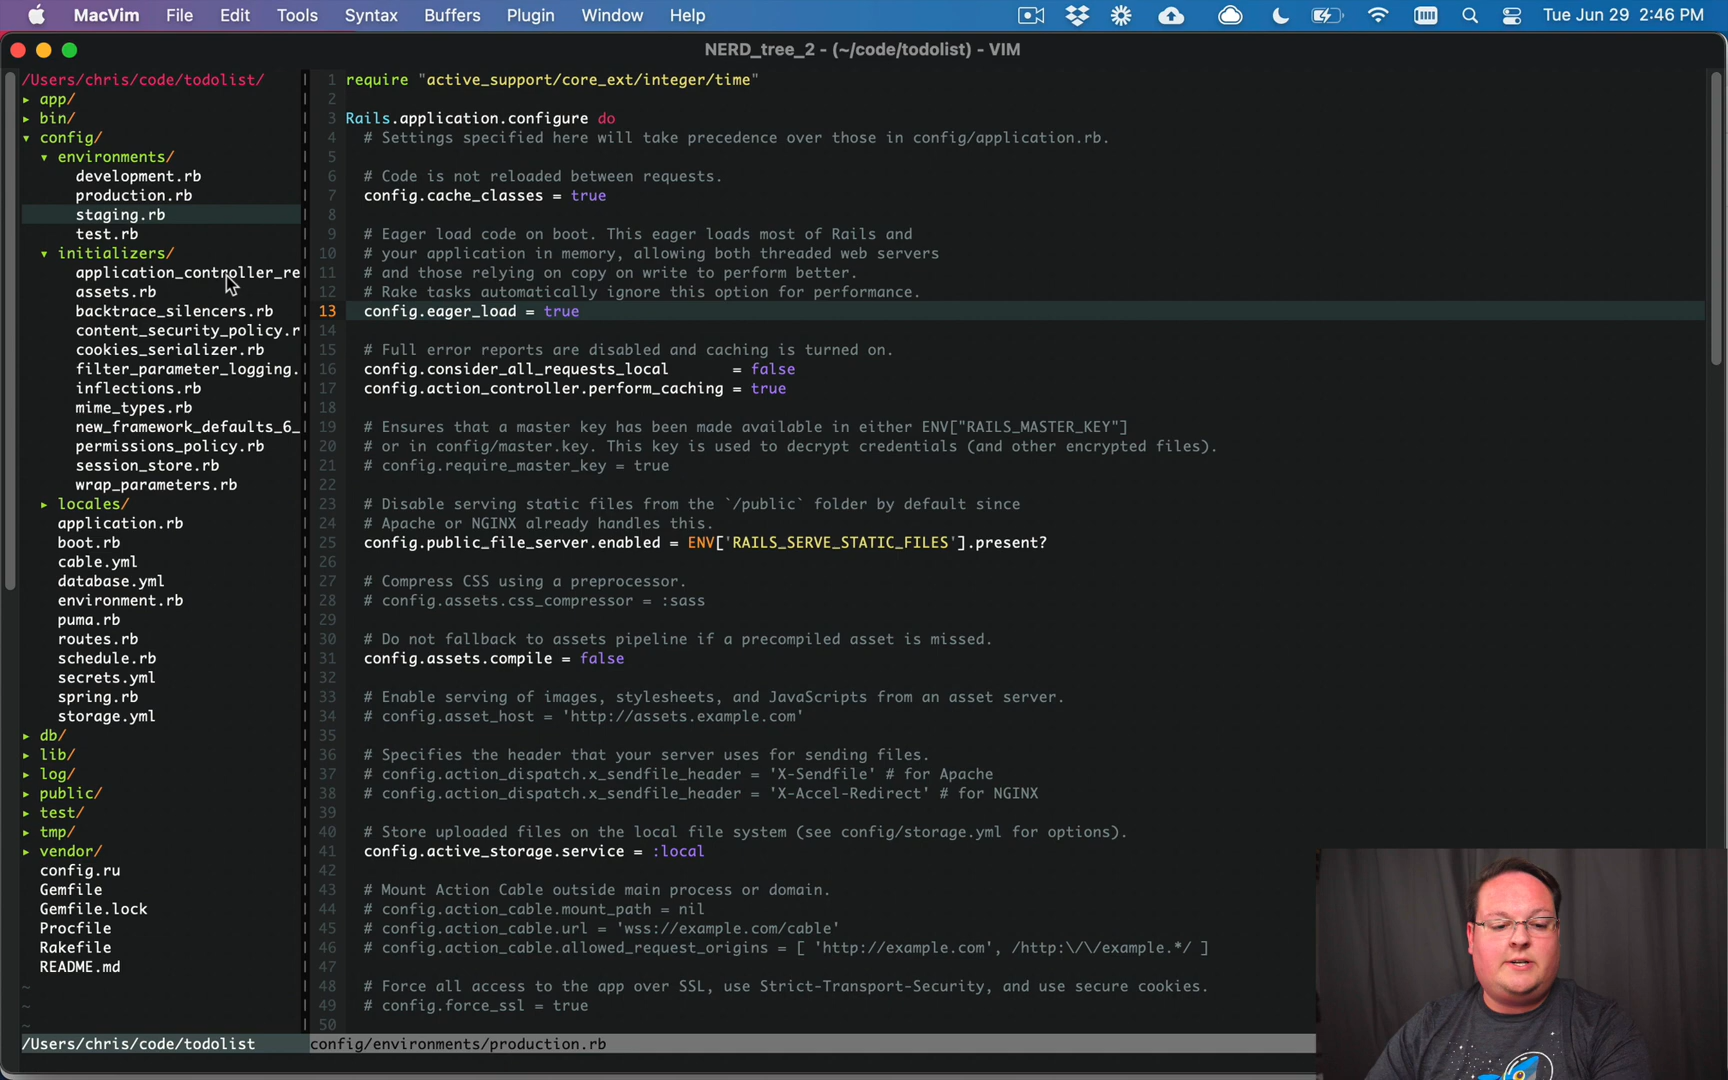 MacVim File Edit Tools Syntax Buffers Plugin Window Help Tue Jun 29 2:46 PM
NERD_tree_2 - (~/code/todolist) - VIM
/Users/chris/code/todolist/
▸ app/
▸ bin/
▾ config/
▾ environments/
development.rb
production.rb
staging.rb
test.rb
▾ initializers/
application_controller_re
assets.rb
backtrace_silencers.rb
content_security_policy.r
cookies_serializer.rb
filter_parameter_logging.
inflections.rb
mime_types.rb
new_framework_defaults_6_
permissions_policy.rb
session_store.rb
wrap_parameters.rb
▸ locales/
application.rb
boot.rb
cable.yml
database.yml
environment.rb
puma.rb
routes.rb
schedule.rb
secrets.yml
spring.rb
storage.yml
▸ db/
▸ lib/
▸ log/
▸ public/
▸ test/
▸ tmp/
▸ vendor/
config.ru
Gemfile
Gemfile.lock
Procfile
Rakefile
README.md
~
~
~
/Users/chris/code/todolist
1 require "active_support/core_ext/integer/time"
2
3 Rails.application.configure do
4 # Settings specified here will take precedence over those in config/application.rb.
5
6 # Code is not reloaded between requests.
7 config.cache_classes = true
8
9 # Eager load code on boot. This eager loads most of Rails and
10 # your application in memory, allowing both threaded web servers
11 # and those relying on copy on write to perform better.
12 # Rake tasks automatically ignore this option for performance.
13 config.eager_load = true
14
15 # Full error reports are disabled and caching is turned on.
16 config.consider_all_requests_local       = false
17 config.action_controller.perform_caching = true
18
19 # Ensures that a master key has been made available in either ENV["RAILS_MASTER_KEY"]
20 # or in config/master.key. This key is used to decrypt credentials (and other encrypted files).
21 # config.require_master_key = true
22
23 # Disable serving static files from the `/public` folder by default since
24 # Apache or NGINX already handles this.
25 config.public_file_server.enabled = ENV['RAILS_SERVE_STATIC_FILES'].present?
26
27 # Compress CSS using a preprocessor.
28 # config.assets.css_compressor = :sass
29
30 # Do not fallback to assets pipeline if a precompiled asset is missed.
31 config.assets.compile = false
32
33 # Enable serving of images, stylesheets, and JavaScripts from an asset server.
34 # config.asset_host = 'http://assets.example.com'
35
36 # Specifies the header that your server uses for sending files.
37 # config.action_dispatch.x_sendfile_header = 'X-Sendfile' # for Apache
38 # config.action_dispatch.x_sendfile_header = 'X-Accel-Redirect' # for NGINX
39
40 # Store uploaded files on the local file system (see config/storage.yml for options).
41 config.active_storage.service = :local
42
43 # Mount Action Cable outside main process or domain.
44 # config.action_cable.mount_path = nil
45 # config.action_cable.url = 'wss://example.com/cable'
46 # config.action_cable.allowed_request_origins = [ 'http://example.com', /http:\/\/example.*/ ]
47
48 # Force all access to the app over SSL, use Strict-Transport-Security, and use secure cookies.
49 # config.force_ssl = true
50
config/environments/production.rb